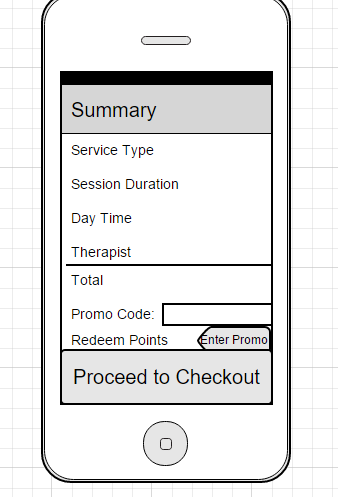 Summary
Service Type
Session Duration
Day Time
Therapist
Total
Promo Code:
Redeem Points
Enter Promo
Proceed to Checkout